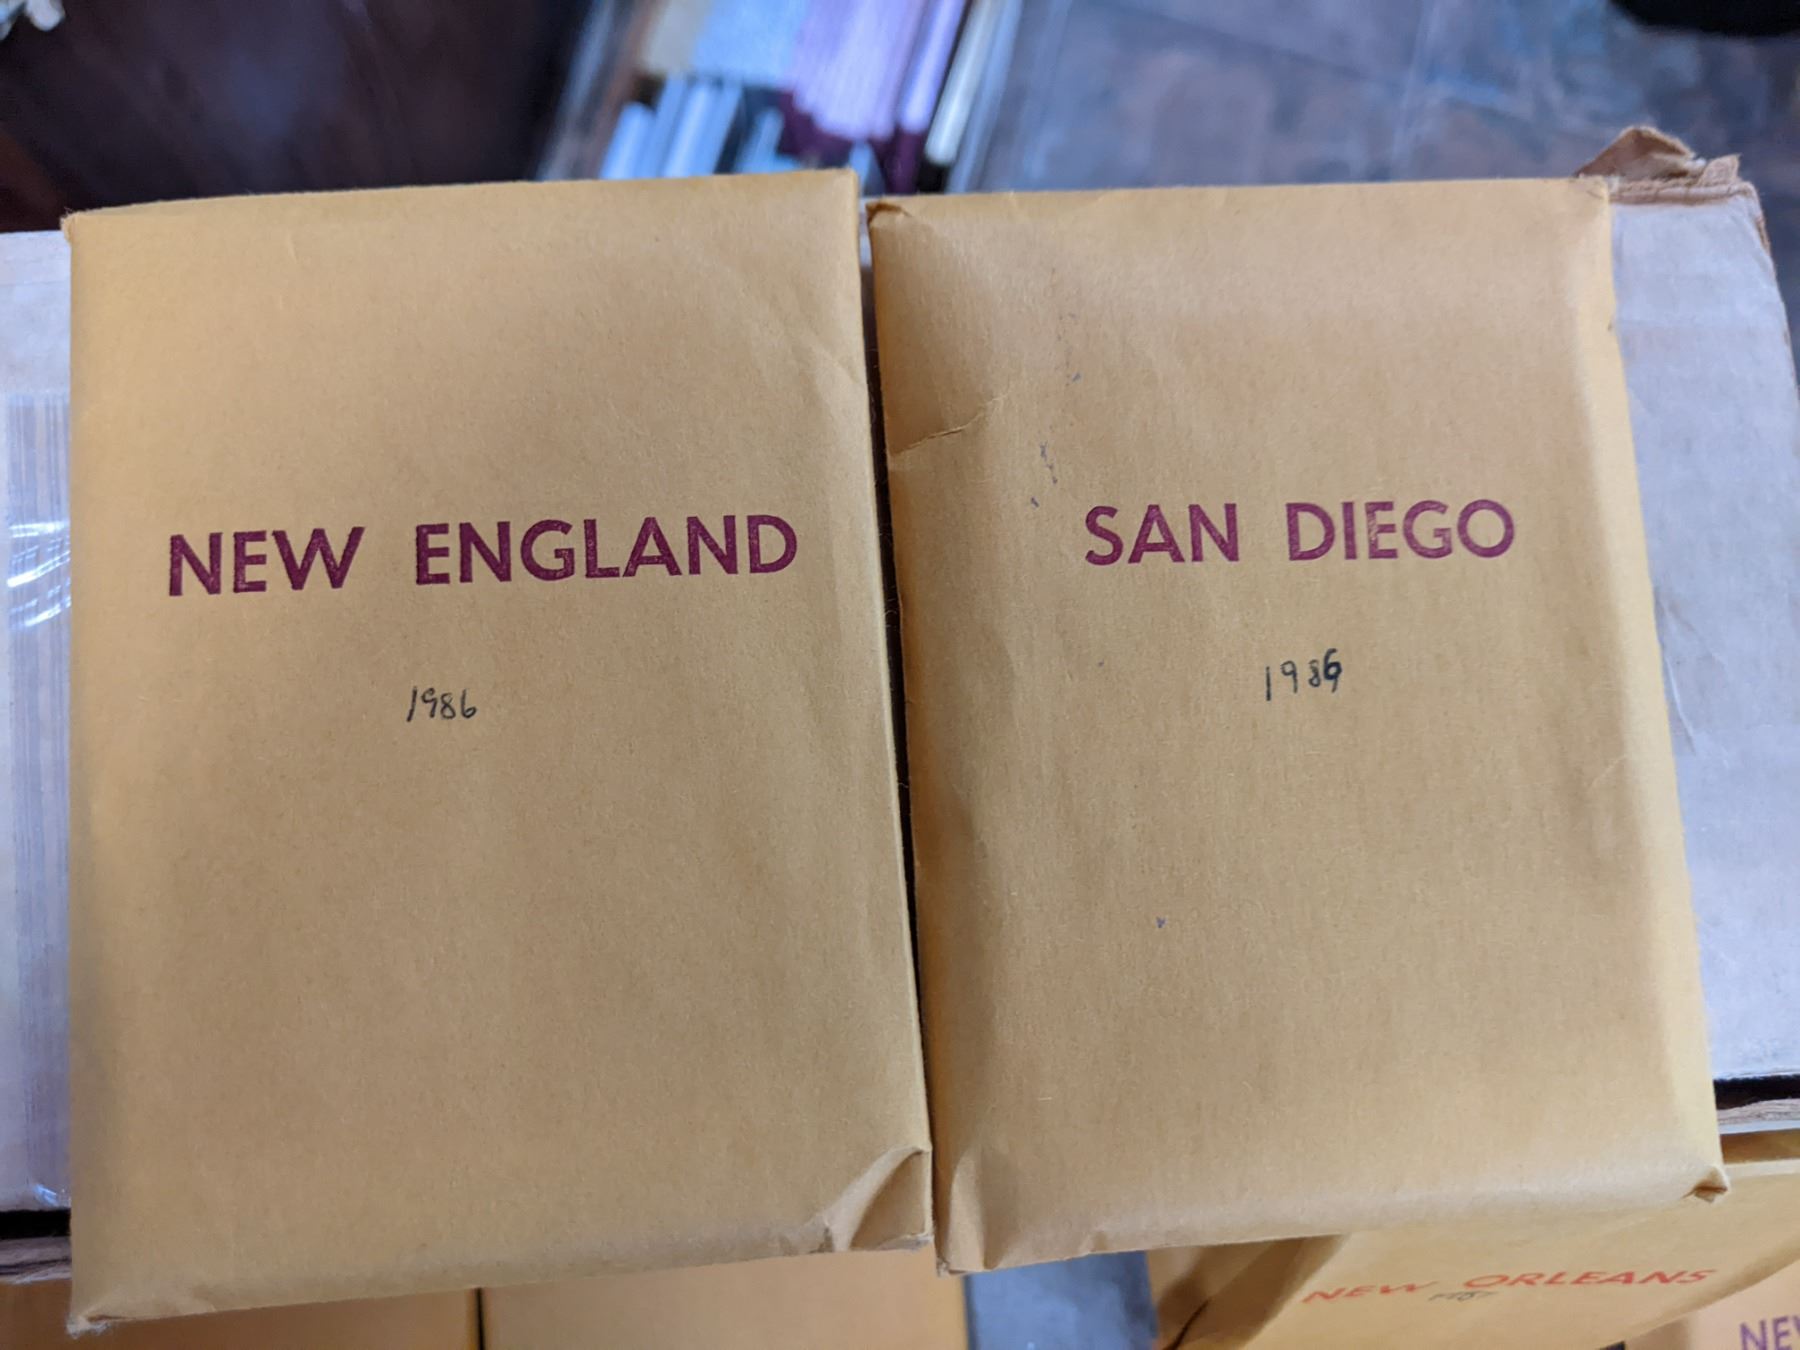 NEW ENGLAND
1986
SAN DIEGO
1986
NEW ORLEANS